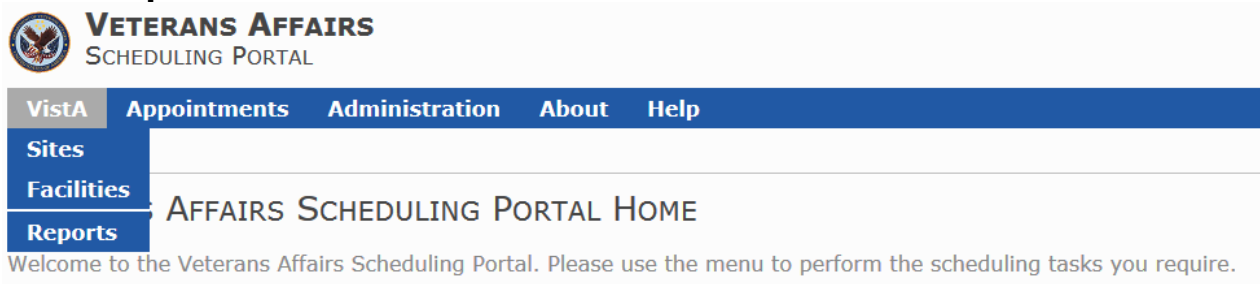 VETERANS AFFAIRS
SCHEDULING PORTAL
VistA Appointments Administration About Help
Sites
Facilities
AFFAIRS SCHEDULING PORTAL HOME
Reports
Welcome to the Veterans Affairs Scheduling Portal. Please use the menu to perform the scheduling tasks you require.